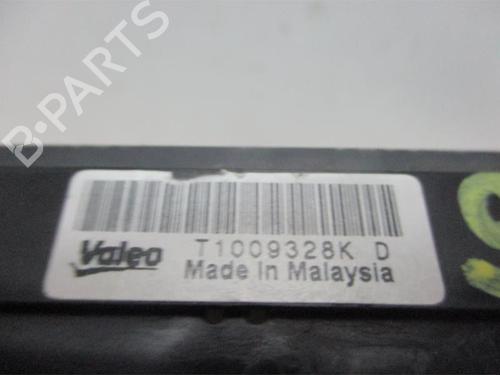 B-PARTS
Valeo T1009328K D
Made In Malaysia